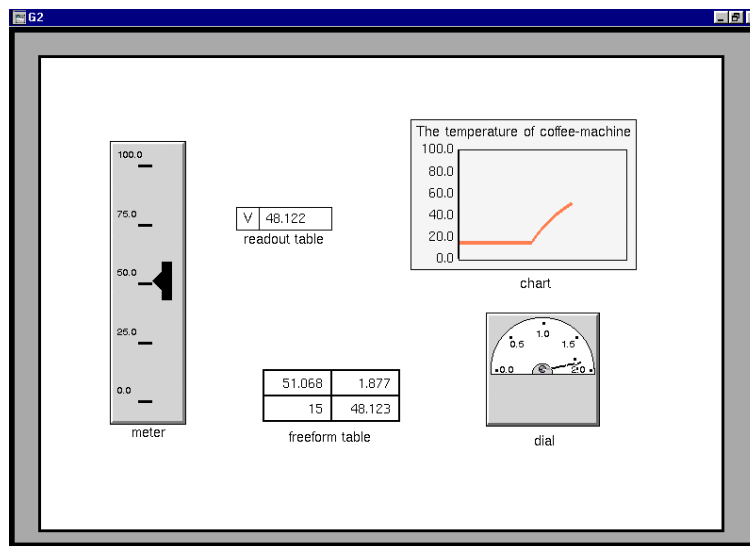 G2
The temperature of coffee-machine
100.0
80.0
60.0
40.0
20.0
0.0
chart
100.0
75.0
50.0
25.0
0.0
meter
V 48.122
readout table
0.0 0.5 1.0 1.5 2.0
dial
51.068 1.877
15 48.123
freeform table